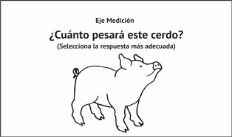 Eje Medición
¿Cuánto pesará este cerdo?
(Selecciona la respuesta más adecuada)